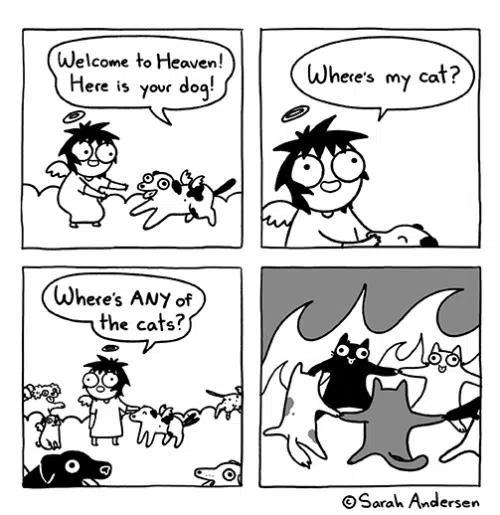 Welcome to Heaven!
Here is your dog!
Where's my cat?
Where's ANY of
the cats?
© Sarah Andersen